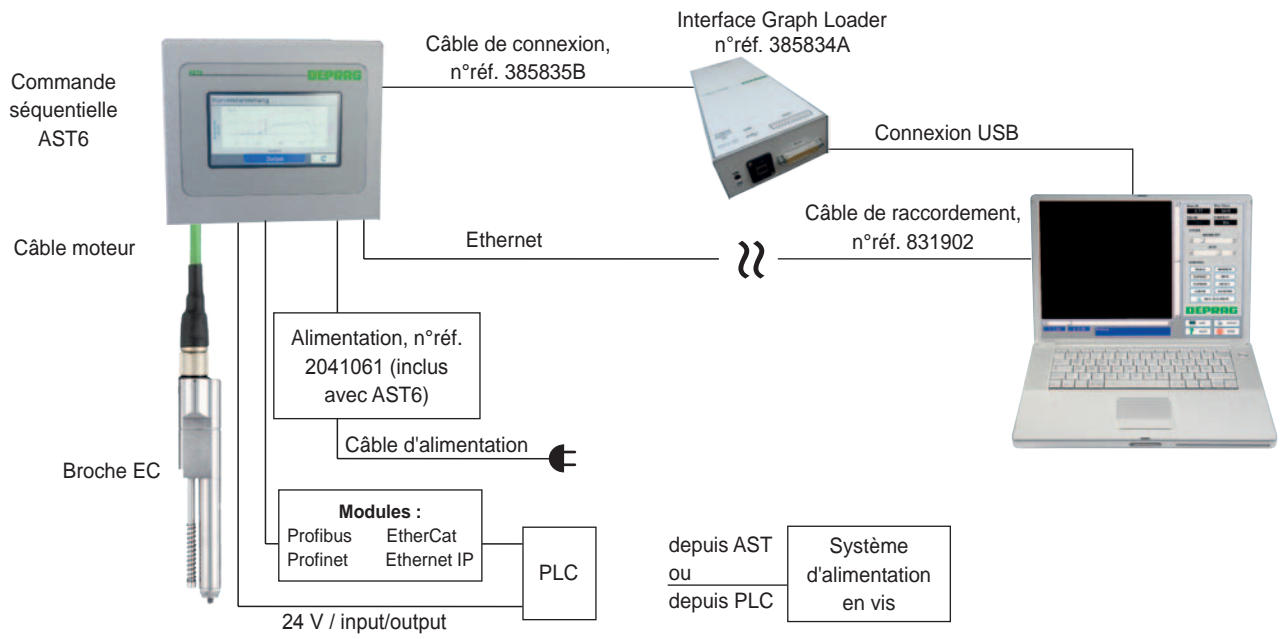 Commande
séquentielle
AST6
DEPRAG
Câble de connexion,
n°réf. 385835B
Interface Graph Loader
n°réf. 385834A
Connexion USB
Câble moteur
Ethernet
Câble de raccordement,
n°réf. 831902
DEPRAG
Alimentation, n°réf.
2041061 (inclus
avec AST6)
Câble d'alimentation
Broche EC
Modules :
Profibus EtherCat
Profinet Ethernet IP
PLC
24 V / input/output
depuis AST
ou
depuis PLC
Système
d'alimentation
en vis